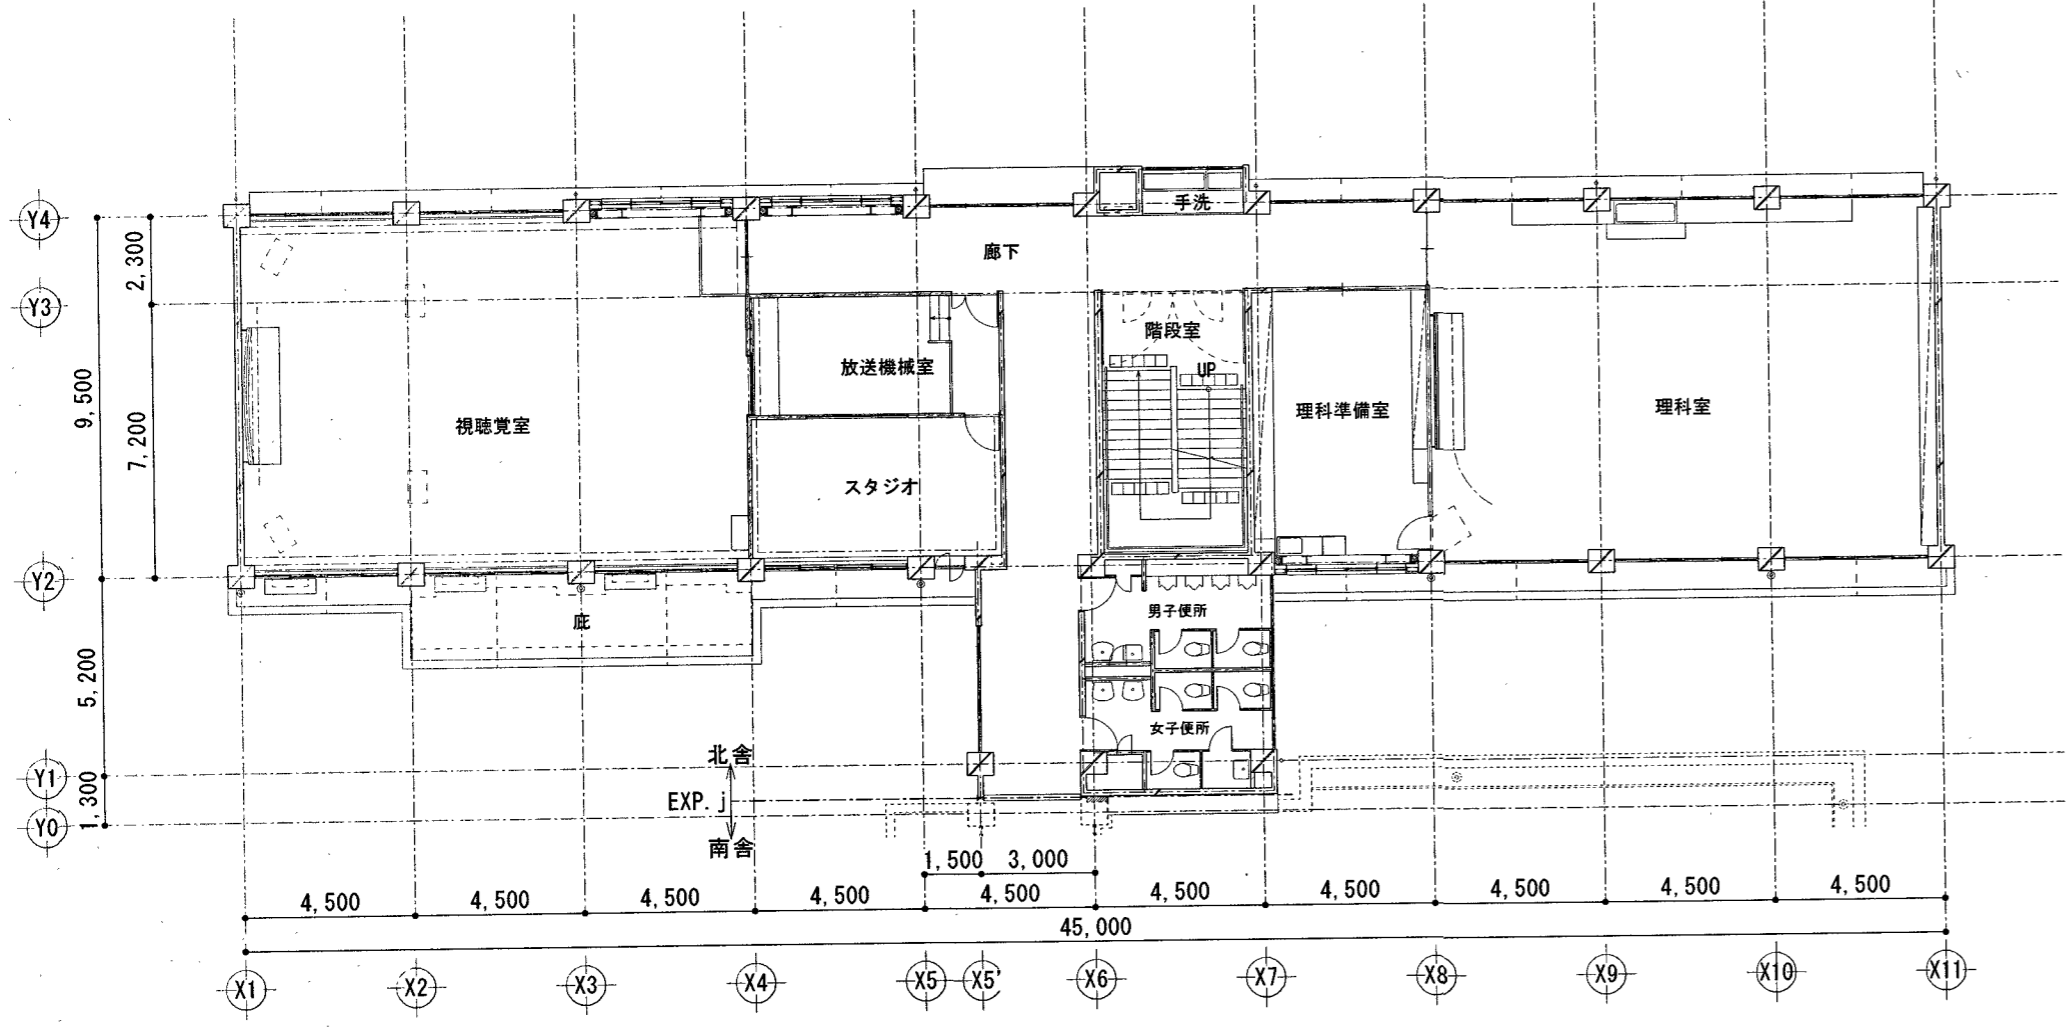 手洗
Y4
廊下
2,300
Y3
階段室
UP
放送機械室
9,500
7,200
視聴覚室
理科準備室
理科室
スタジオ
Y2
庇
男子便所
5,200
女子便所
北舎
Y1
1,300
EXP.j
Y0
南舎
1,500
3,000
4,500
4,500
4,500
4,500
4,500
4,500
4,500
4,500
4,500
4,500
45,000
X1
X2
X3
X4
X5
X5'
X6
X7
X8
X9
X10
X11